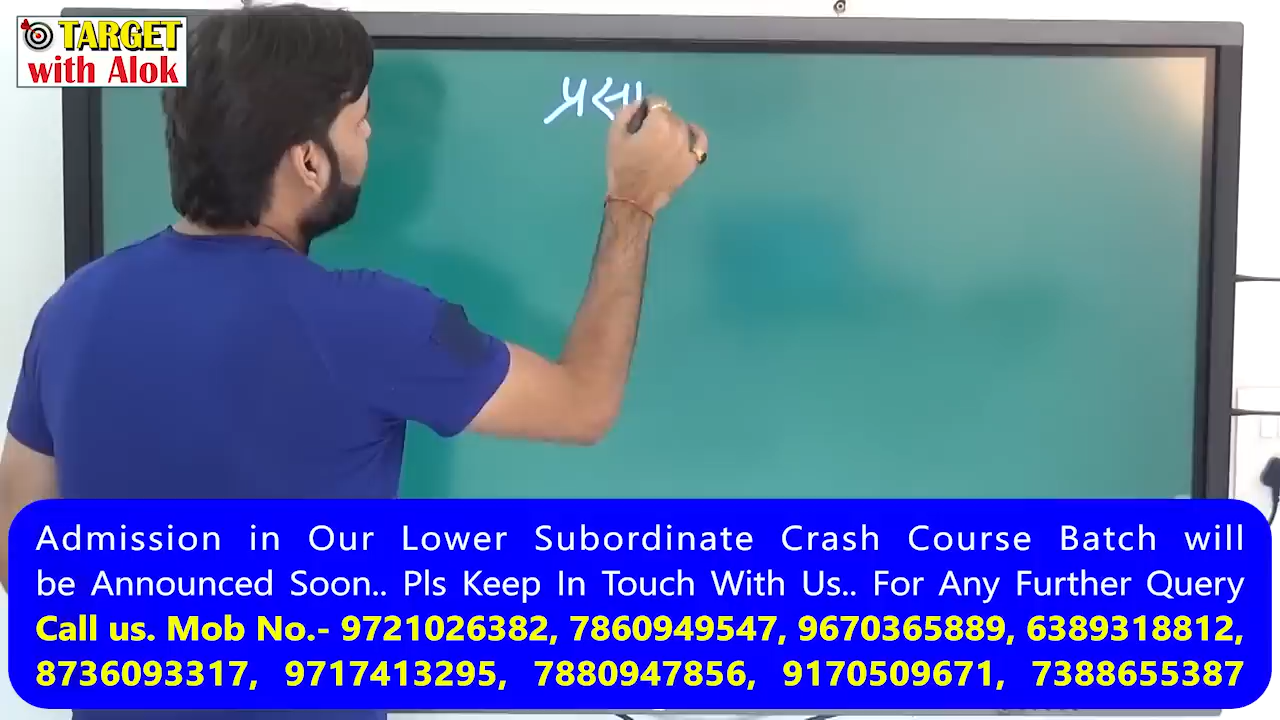 TARGET
with Alok
प्रसा
Admission in Our Lower Subordinate Crash Course Batch will
be Announced Soon.. Pls Keep In Touch With Us.. For Any Further Query
Call us. Mob No.- 9721026382, 7860949547, 9670365889, 6389318812,
8736093317, 9717413295, 7880947856, 9170509671, 7388655387